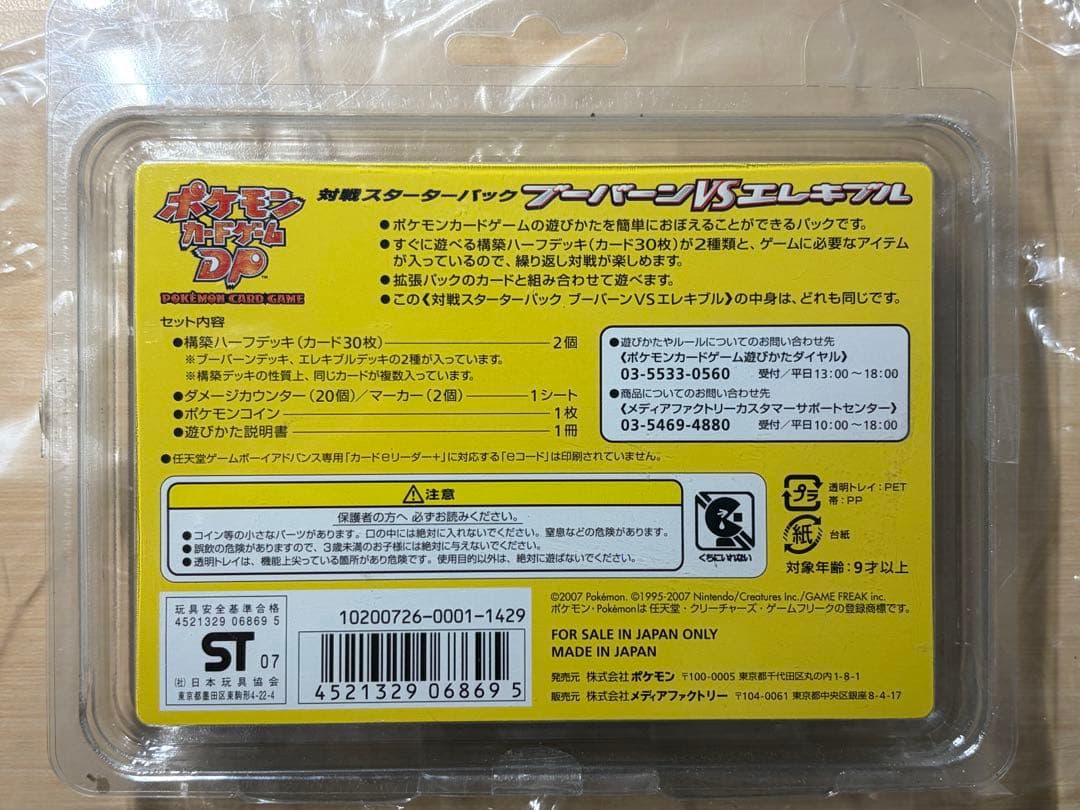 ポケモン
カードゲーム
DP
POKÉMON CARD GAME
対戦スターターパック ブーバーンVSエレキブル
●ポケモンカードゲームの遊びかたを簡単におぼえることができるパックです。
●すぐに遊べる構築ハーフデッキ(カード30枚)が2種類と、ゲームに必要なアイテム
が入っているので、繰り返し対戦が楽しめます。
●拡張パックのカードと組み合わせて遊べます。
●この《対戦スターターパック ブーバーンVSエレキブル》の中身は、どれも同じです。
セット内容
●構築ハーフデッキ(カード30枚) 2個
※ブーバーンデッキ、エレキブルデッキの2種が入っています。
※構築デッキの性質上、同じカードが複数入っています。
●ダメージカウンター(20個)/マーカー(2個) 1シート
●ポケモンコイン 1枚
●遊びかた説明書 1冊
●遊びかたやルールについてのお問い合わせ先
《ポケモンカードゲーム遊びかたダイヤル》
03-5533-0560 受付/平日13:00〜18:00
●商品についてのお問い合わせ先
《メディアファクトリーカスタマーサポートセンター》
03-5469-4880 受付/平日10:00〜18:00
●任天堂ゲームボーイアドバンス専用「カードeリーダー+」に対応する「eコード」は印刷されていません。
注意
保護者の方へ 必ずお読みください。
●コイン等の小さなパーツがあります。口の中には絶対に入れないでください。窒息などの危険があります。
●誤飲の危険がありますので、3歳未満のお子様には絶対に与えないでください。
●透明トレイは、機能上尖っている箇所があり危険です。使用目的以外は、絶対に遊ばないでください。
くちにいれない
プラ
透明トレイ:PET
帯:PP
紙
台紙
対象年齢:9才以上
玩具安全基準合格
4521329 06869 5
ST 07
(社)日本玩具協会
東京都墨田区東駒形4-22-4
10200726-0001-1429
4 521329 068695
©2007 Pokémon. ©1995-2007 Nintendo/Creatures Inc./GAME FREAK inc.
ポケモン・Pokémonは任天堂・クリーチャーズ・ゲームフリークの登録商標です。
FOR SALE IN JAPAN ONLY
MADE IN JAPAN
発売元 株式会社ポケモン 〒100-0005 東京都千代田区丸の内1-8-1
販売元 株式会社メディアファクトリー 〒104-0061 東京都中央区銀座8-4-17